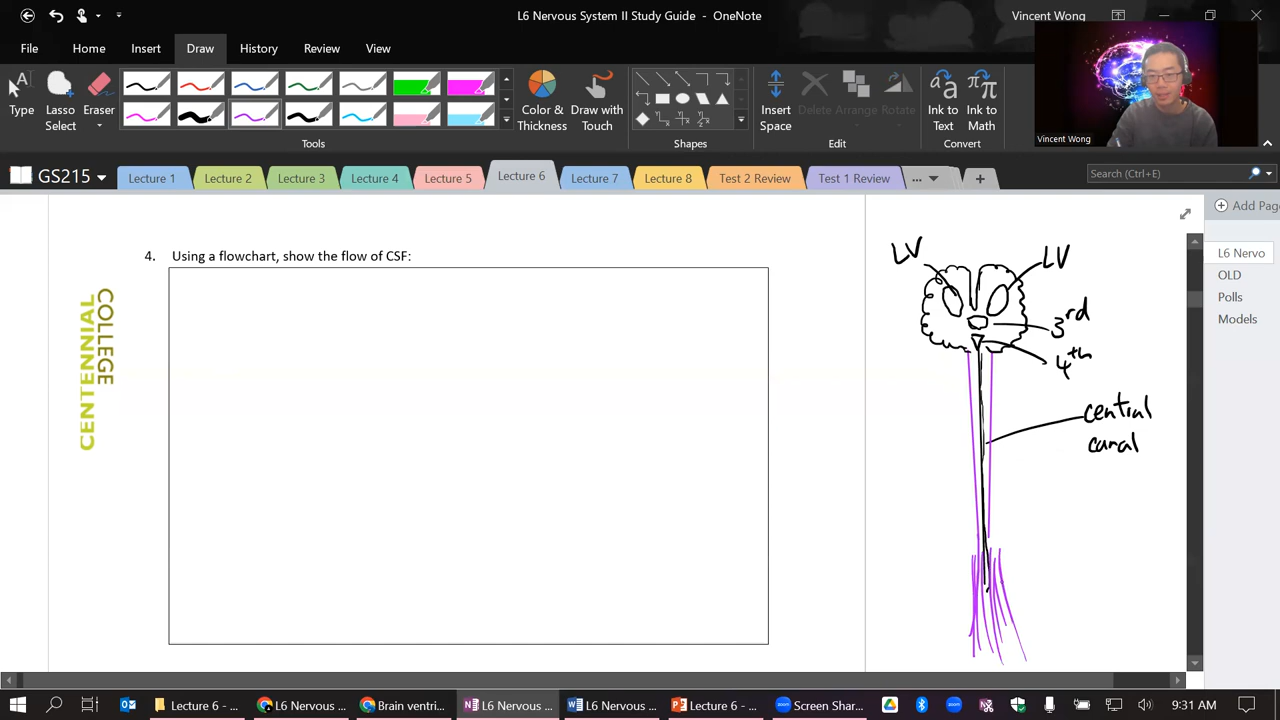 L6 Nervous System II Study Guide - OneNote
Vincent Wong
File Home Insert Draw History Review View
Type
Lasso Select
Eraser
Color & Thickness
Draw with Touch
Insert Space
Delete Arrange Rotate
Ink to Text
Ink to Math
Tools
Shapes
Edit
Convert
Vincent Wong
GS215
Lecture 1
Lecture 2
Lecture 3
Lecture 4
Lecture 5
Lecture 6
Lecture 7
Lecture 8
Test 2 Review
Test 1 Review
...
Search (Ctrl+E)
Add Pag
L6 Nervo
OLD
Polls
Models
4. Using a flowchart, show the flow of CSF:
CENTENNIAL
COLLEGE
LV
LV
3rd
4th
central
canal
Lecture 6 - ...
L6 Nervous ...
Brain ventri...
L6 Nervous ...
L6 Nervous ...
Lecture 6 - ...
Screen Shar...
9:31 AM